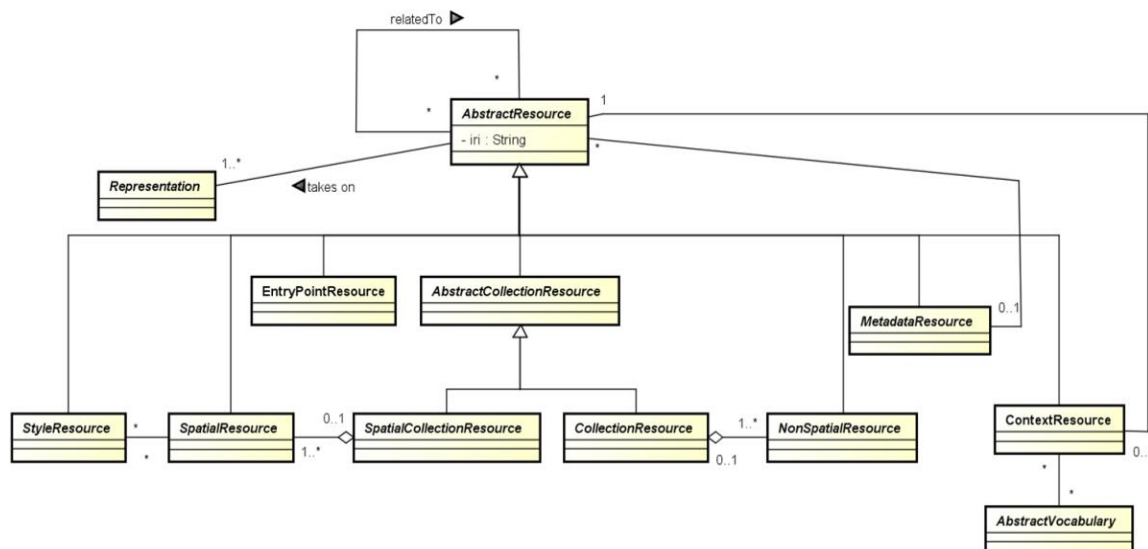 relatedTo
*
*
AbstractResource
1
- iri : String
*
1..*
takes on
Representation
EntryPointResource
AbstractCollectionResource
MetadataResource
0..1
StyleResource
*
*
SpatialResource
0..1
1..*
SpatialCollectionResource
CollectionResource
1..*
0..1
NonSpatialResource
ContextResource
0..
*
*
AbstractVocabulary